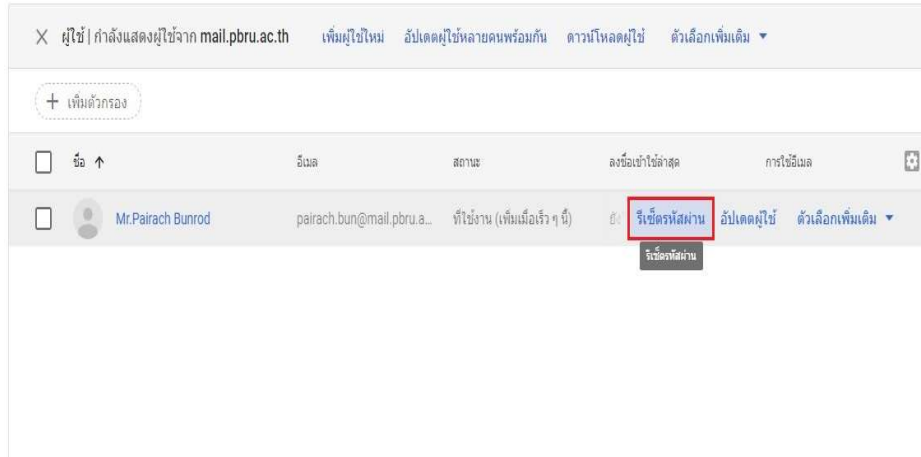 ผู้ใช้ | กำลังแสดงผู้ใช้จาก mail.pbru.ac.th เพิ่มผู้ใช้ใหม่ อัปเดตผู้ใช้หลายคนพร้อมกัน ดาวน์โหลดผู้ใช้ ตัวเลือกเพิ่มเติม
+ เพิ่มตัวกรอง
ชื่อ อีเมล สถานะ ลงชื่อเข้าใช้ล่าสุด การใช้อีเมล
Mr.Pairach Bunrod pairach.bun@mail.pbru.a... ที่ใช้งาน (เพิ่มเมื่อเร็ว ๆ นี้) รีเซ็ตรหัสผ่าน อัปเดตผู้ใช้ ตัวเลือกเพิ่มเติม
รีเซ็ตรหัสผ่าน